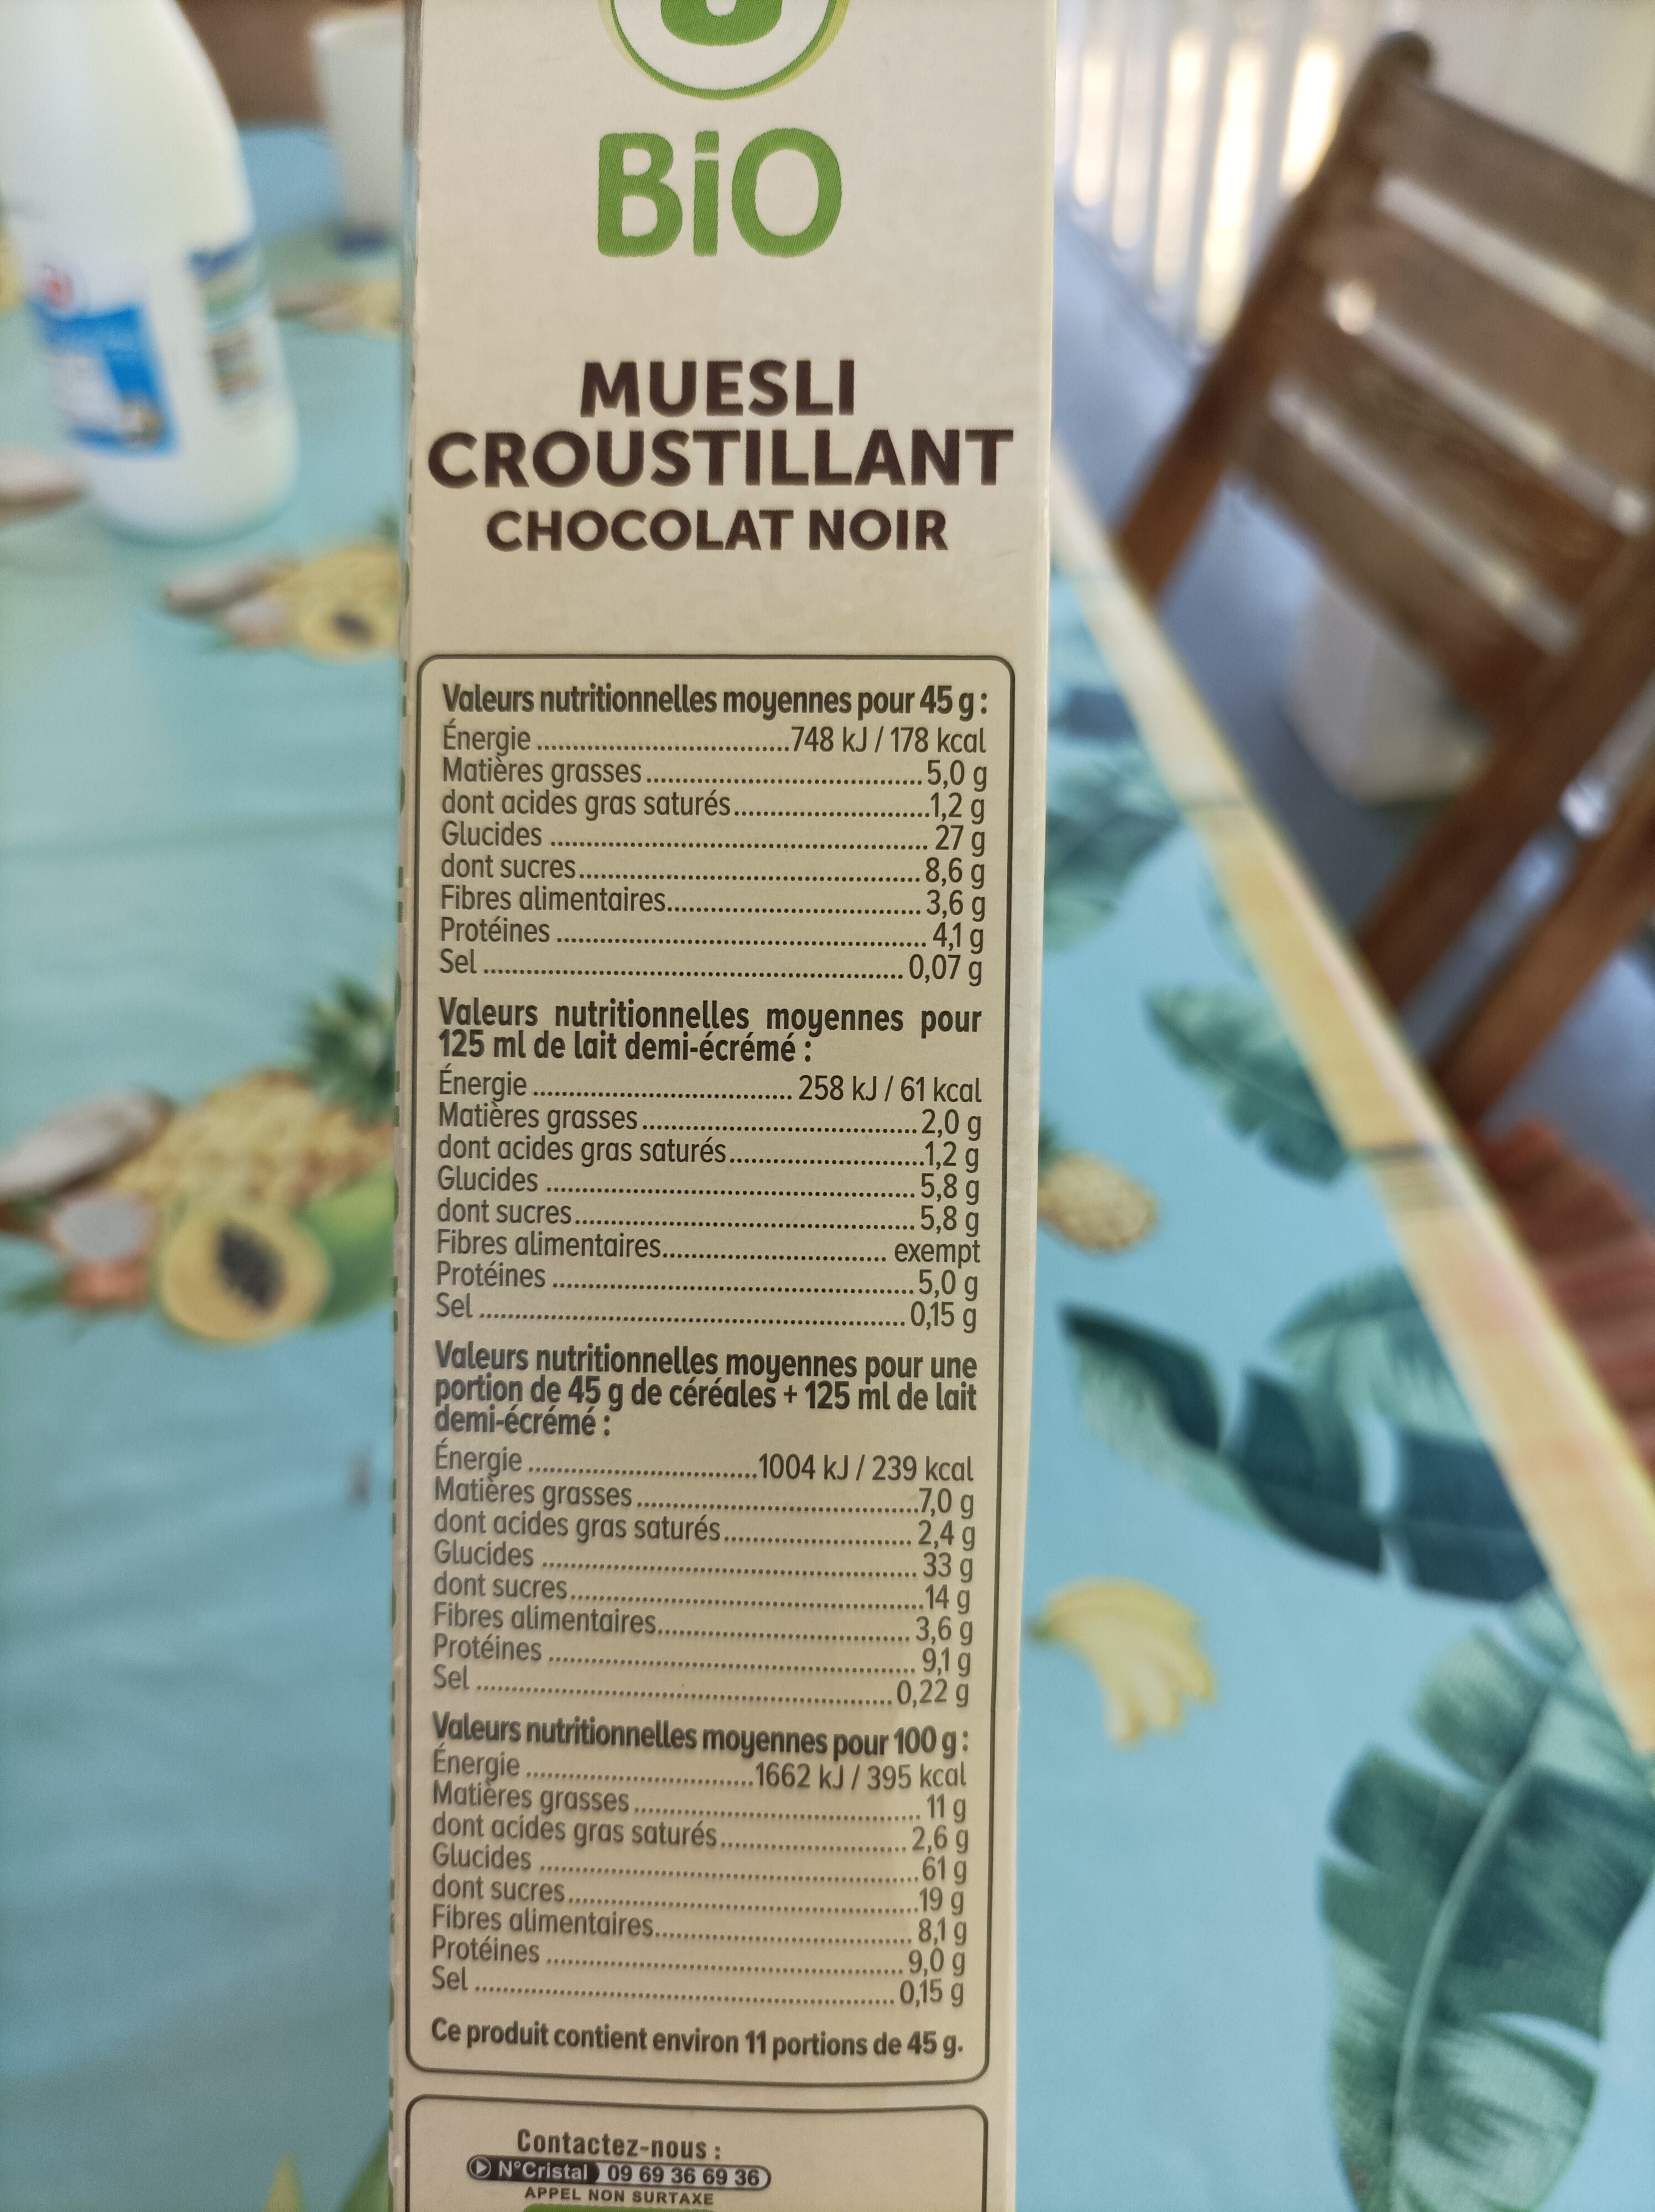 BiO
MUESLI
CROUSTILLANT
CHOCOLAT NOIR
Valeurs nutritionnelles moyennes pour 45 g :
Énergie ................................748 kJ / 178 kcal
Matières grasses ................................ 5,0 g
dont acides gras saturés........................1,2 g
Glucides ................................ 27 g
dont sucres................................ 8,6 g
Fibres alimentaires................................ 3,6 g
Protéines ................................ 4,1 g
Sel ................................ 0,07 g
Valeurs nutritionnelles moyennes pour
125 ml de lait demi-écrémé :
Énergie ................................ 258 kJ / 61 kcal
Matières grasses ................................ 2,0 g
dont acides gras saturés........................1,2 g
Glucides ................................ 5,8 g
dont sucres................................ 5,8 g
Fibres alimentaires............................ exempt
Protéines ................................ 5,0 g
Sel ................................ 0,15 g
Valeurs nutritionnelles moyennes pour une
portion de 45 g de céréales + 125 ml de lait
demi-écrémé :
Énergie .............................1004 kJ / 239 kcal
Matières grasses ................................7,0 g
dont acides gras saturés........................ 2,4 g
Glucides ................................ 33 g
dont sucres................................14 g
Fibres alimentaires................................ 3,6 g
Protéines ................................ 9,1 g
Sel ................................ 0,22 g
Valeurs nutritionnelles moyennes pour 100 g :
Énergie .............................1662 kJ / 395 kcal
Matières grasses ................................ 11 g
dont acides gras saturés........................ 2,6 g
Glucides ................................61 g
dont sucres................................19 g
Fibres alimentaires................................ 8,1 g
Protéines ................................ 9,0 g
Sel ................................ 0,15 g
Ce produit contient environ 11 portions de 45 g.
Contactez-nous :
N°Cristal 09 69 36 69 36
APPEL NON SURTAXE